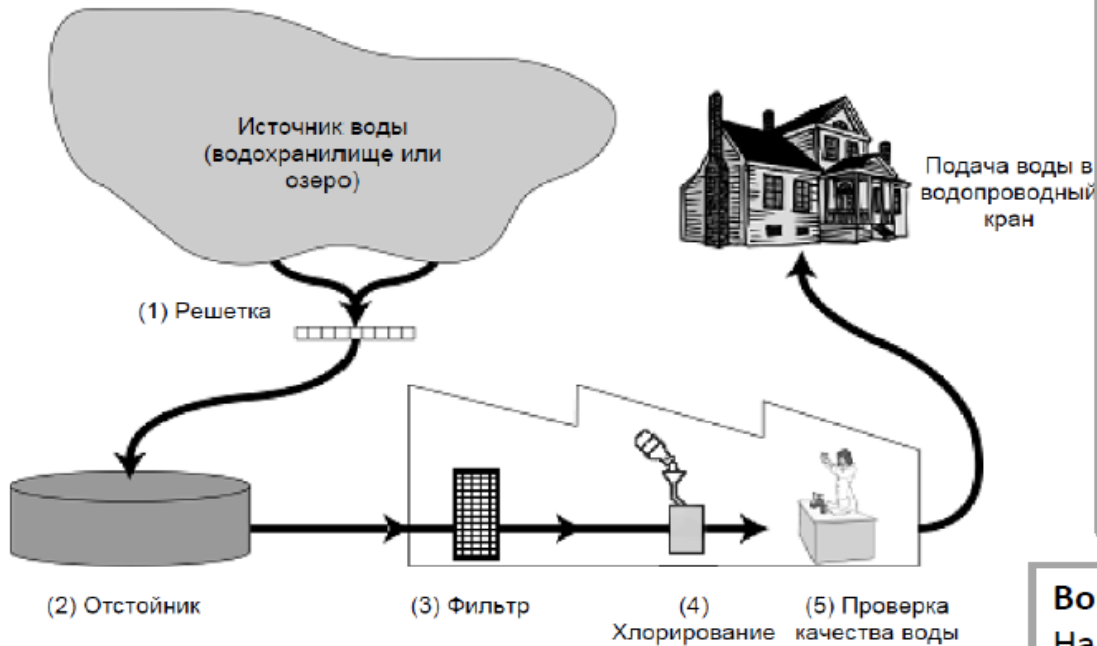 Источник воды
(водохранилище или
озеро)
Подача воды в
водопроводный
кран
(1) Решетка
(2) Отстойник
(3) Фильтр
(4)
Хлорирование
(5) Проверка
качества воды